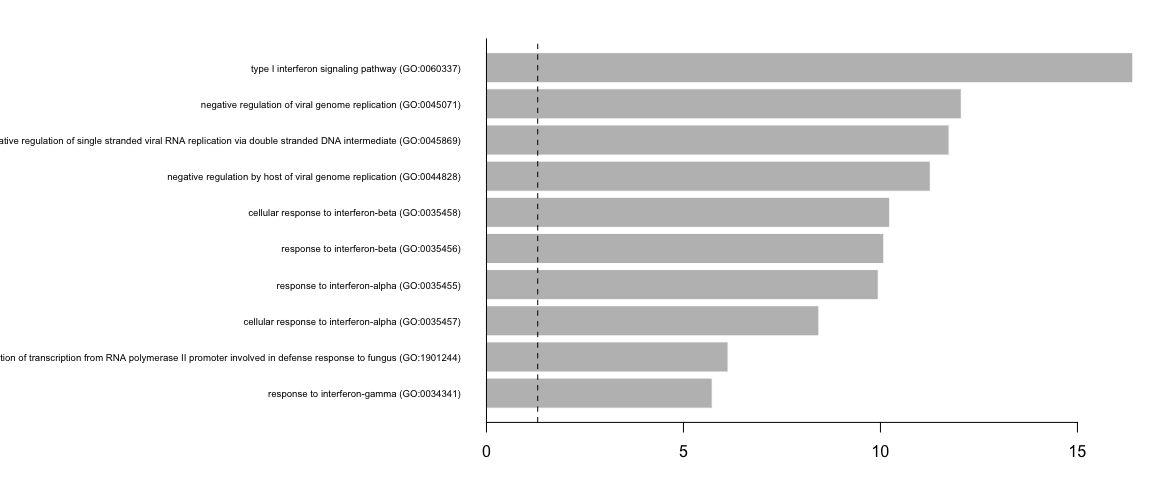 type I interferon signaling pathway (GO:0060337)
negative regulation of viral genome replication (GO:0045071)
ative regulation of single stranded viral RNA replication via double stranded DNA intermediate (GO:0045869)
negative regulation by host of viral genome replication (GO:0044828)
cellular response to interferon-beta (GO:0035458)
response to interferon-beta (GO:0035456)
response to interferon-alpha (GO:0035455)
cellular response to interferon-alpha (GO:0035457)
tion of transcription from RNA polymerase II promoter involved in defense response to fungus (GO:1901244)
response to interferon-gamma (GO:0034341)
0 5 10 15